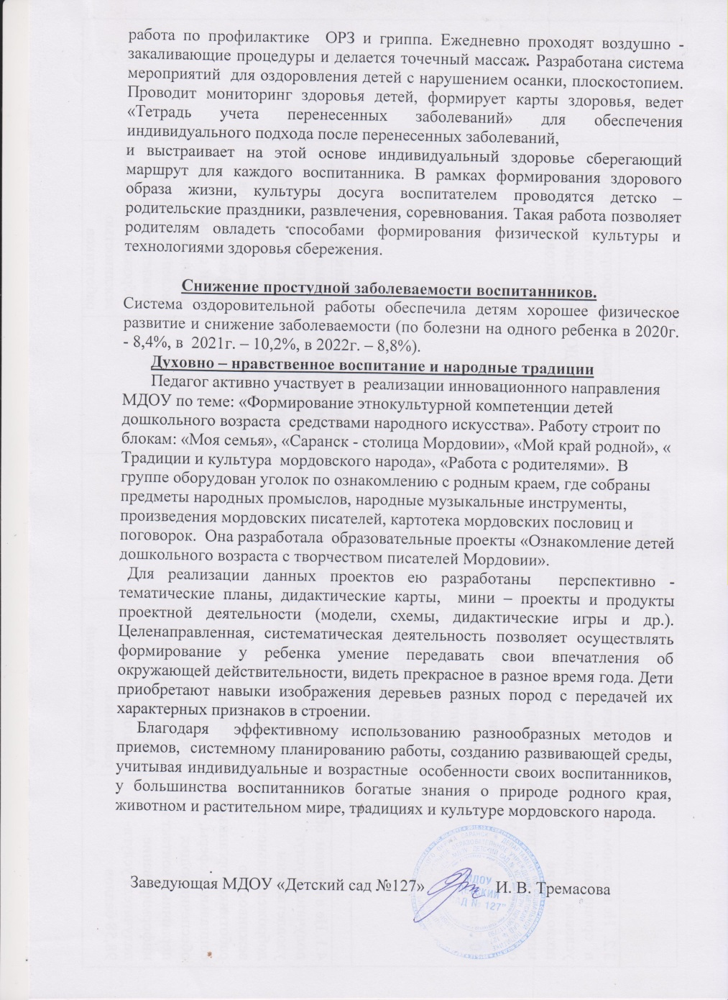 работа по профилактике ОРЗ и гриппа. Ежедневно проходят воздушно -
закаливающие процедуры и делается точечный массаж. Разработана система
мероприятий для оздоровления детей с нарушением осанки, плоскостопием.
Проводит мониторинг здоровья детей, формирует карты здоровья, ведет
«Тетрадь учета перенесенных заболеваний» для обеспечения
индивидуального подхода после перенесенных заболеваний,
и выстраивает на этой основе индивидуальный здоровье сберегающий
маршрут для каждого воспитанника. В рамках формирования здорового
образа жизни, культуры досуга воспитателем проводятся детско –
родительские праздники, развлечения, соревнования. Такая работа позволяет
родителям овладеть способами формирования физической культуры и
технологиями здоровья сбережения.
Снижение простудной заболеваемости воспитанников.
Система оздоровительной работы обеспечила детям хорошее физическое
развитие и снижение заболеваемости (по болезни на одного ребенка в 2020г.
- 8,4%, в 2021г. – 10,2%, в 2022г. – 8,8%).
Духовно – нравственное воспитание и народные традиции
Педагог активно участвует в реализации инновационного направления
МДОУ по теме: «Формирование этнокультурной компетенции детей
дошкольного возраста средствами народного искусства». Работу строит по
блокам: «Моя семья», «Саранск - столица Мордовии», «Мой край родной», «
Традиции и культура мордовского народа», «Работа с родителями». В
группе оборудован уголок по ознакомлению с родным краем, где собраны
предметы народных промыслов, народные музыкальные инструменты,
произведения мордовских писателей, картотека мордовских пословиц и
поговорок. Она разработала образовательные проекты «Ознакомление детей
дошкольного возраста с творчеством писателей Мордовии».
Для реализации данных проектов ею разработаны перспективно -
тематические планы, дидактические карты, мини – проекты и продукты
проектной деятельности (модели, схемы, дидактические игры и др.).
Целенаправленная, систематическая деятельность позволяет осуществлять
формирование у ребенка умение передавать свои впечатления об
окружающей действительности, видеть прекрасное в разное время года. Дети
приобретают навыки изображения деревьев разных пород с передачей их
характерных признаков в строении.
Благодаря эффективному использованию разнообразных методов и
приемов, системному планированию работы, созданию развивающей среды,
учитывая индивидуальные и возрастные особенности своих воспитанников,
у большинства воспитанников богатые знания о природе родного края,
животном и растительном мире, традициях и культуре мордовского народа.
Заведующая МДОУ «Детский сад №127» И. В. Тремасова
МДОУ
№ 127"